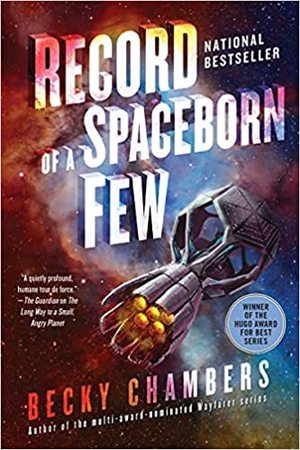 RECORD
NATIONAL
BESTSELLER
OF A SPACEBORN
FEW
"A quietly profound,
humane tour de force."
—The Guardian on The
Long Way to a Small,
Angry Planet
WINNER
OF THE
HUGO AWARD
FOR BEST
SERIES
BECKY CHAMBERS
Author of the multi-award-nominated Wayfarer series